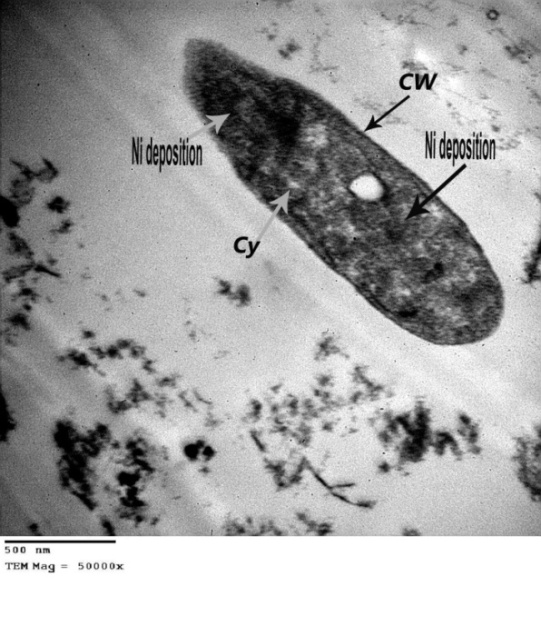 CW
Ni deposition
Ni deposition
Cy
500 nm
TEM Mag = 50000x